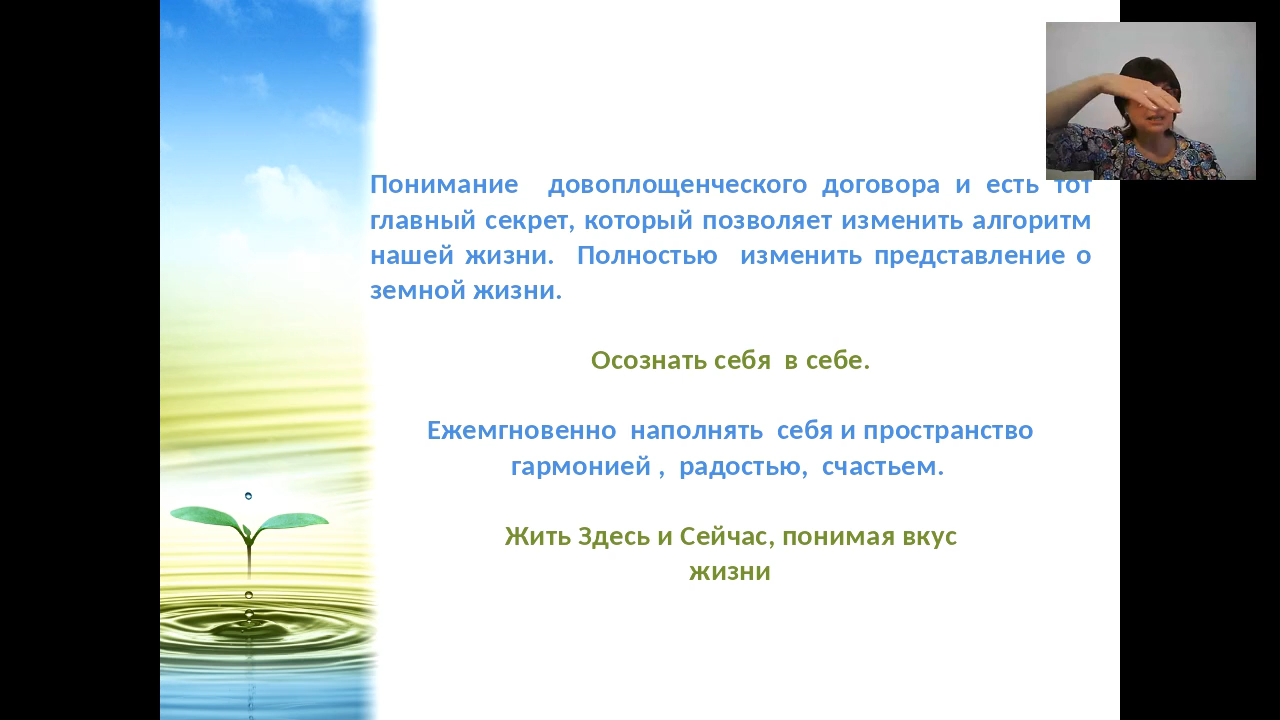 Понимание довоплощенческого договора и есть тот
главный секрет, который позволяет изменить алгоритм
нашей жизни. Полностью изменить представление о
земной жизни.
Осознать себя в себе.
Ежемгновенно наполнять себя и пространство
гармонией , радостью, счастьем.
Жить Здесь и Сейчас, понимая вкус
жизни